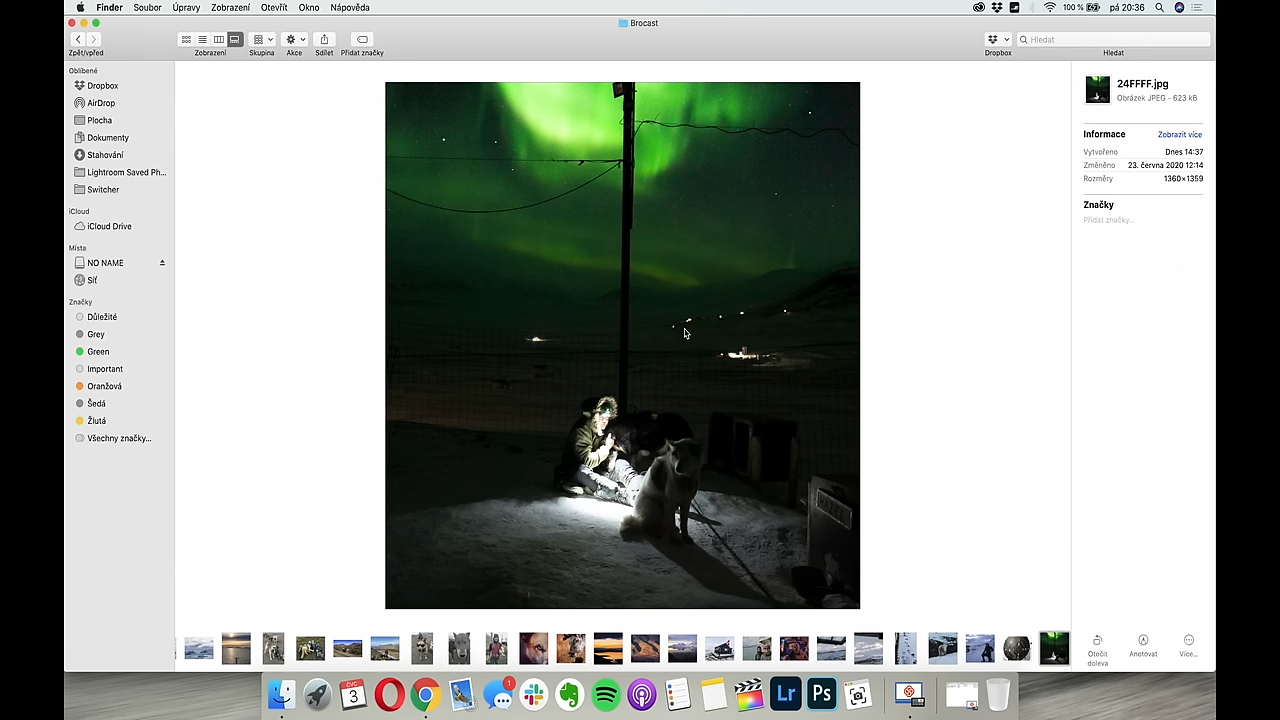 Finder Soubor Úpravy Zobrazení Otevřít Okno Nápověda 100 % pá 20:36
Brocast
Hledat
Zpět/vpřed Zobrazení Skupina Akce Sdílet Přidat značky Dropbox Hledat
Oblíbené
Dropbox
AirDrop
Plocha
Dokumenty
Stahování
Lightroom Saved Ph...
Switcher
iCloud
iCloud Drive
Místa
NO NAME
Síť
Značky
Důležité
Grey
Green
Important
Oranžová
Šedá
Žlutá
Všechny značky...
24FFFF.jpg
Obrázek JPEG - 623 kB
Informace Zobrazit více
Vytvořeno Dnes 14:37
Změněno 23. června 2020 12:14
Rozměry 1360×1359
Značky
Přidat značky...
Otočit doleva
Anotovat
Více...
ČVC
3
1
Lr
Ps